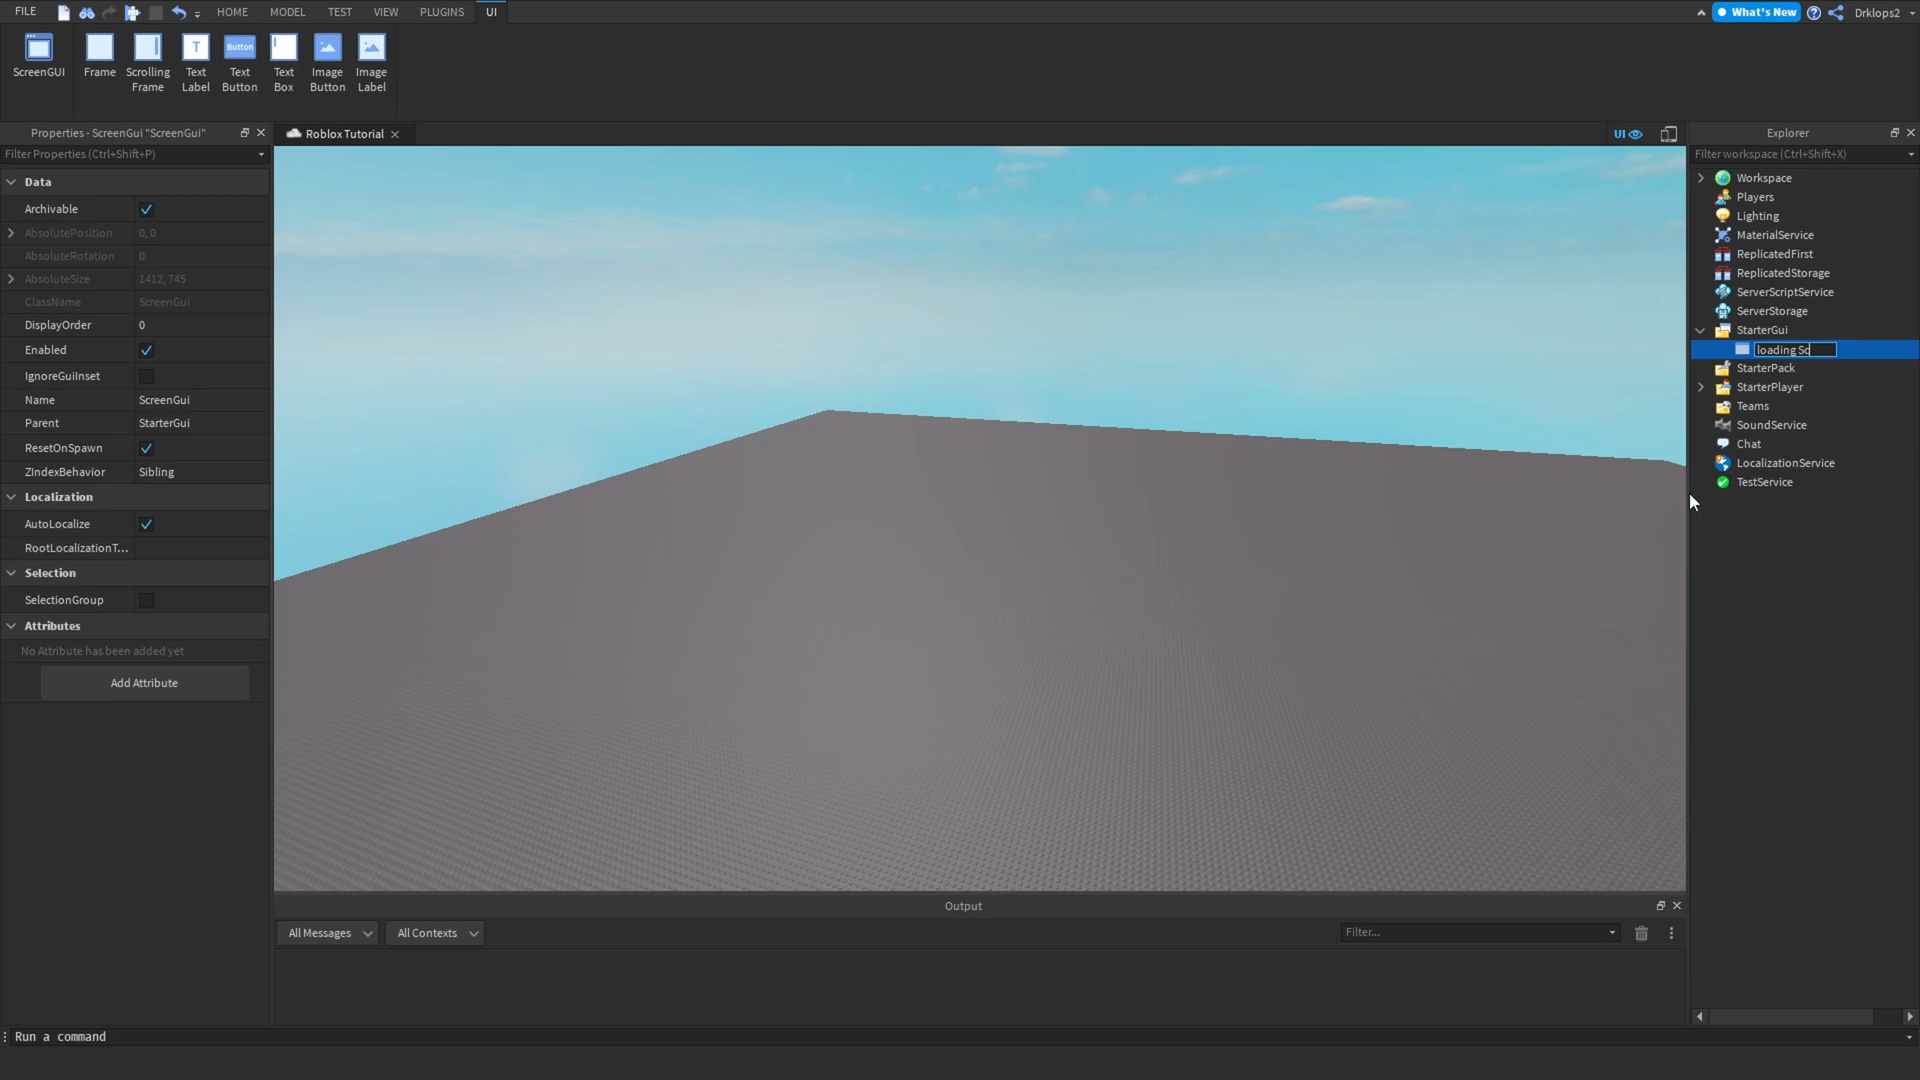 FILE
HOME
MODEL
TEST
VIEW
PLUGINS
UI
What's New
Drklops2
ScreenGUI
Frame
Scrolling
Frame
T
Text
Label
Button
Text
Button
Text
Box
Image
Button
Image
Label
Properties - ScreenGui "ScreenGui"
Filter Properties (Ctrl+Shift+P)
Data
Archivable
AbsolutePosition 0, 0
AbsoluteRotation 0
AbsoluteSize 1412, 745
ClassName ScreenGui
DisplayOrder 0
Enabled
IgnoreGuiInset
Name ScreenGui
Parent StarterGui
ResetOnSpawn
ZIndexBehavior Sibling
Localization
AutoLocalize
RootLocalizationT...
Selection
SelectionGroup
Attributes
No Attribute has been added yet
Add Attribute
Roblox Tutorial
UI
Output
All Messages
All Contexts
Filter...
Explorer
Filter workspace (Ctrl+Shift+X)
Workspace
Players
Lighting
MaterialService
ReplicatedFirst
ReplicatedStorage
ServerScriptService
ServerStorage
StarterGui
loadingSc
StarterPack
StarterPlayer
Teams
SoundService
Chat
LocalizationService
TestService
Run a command